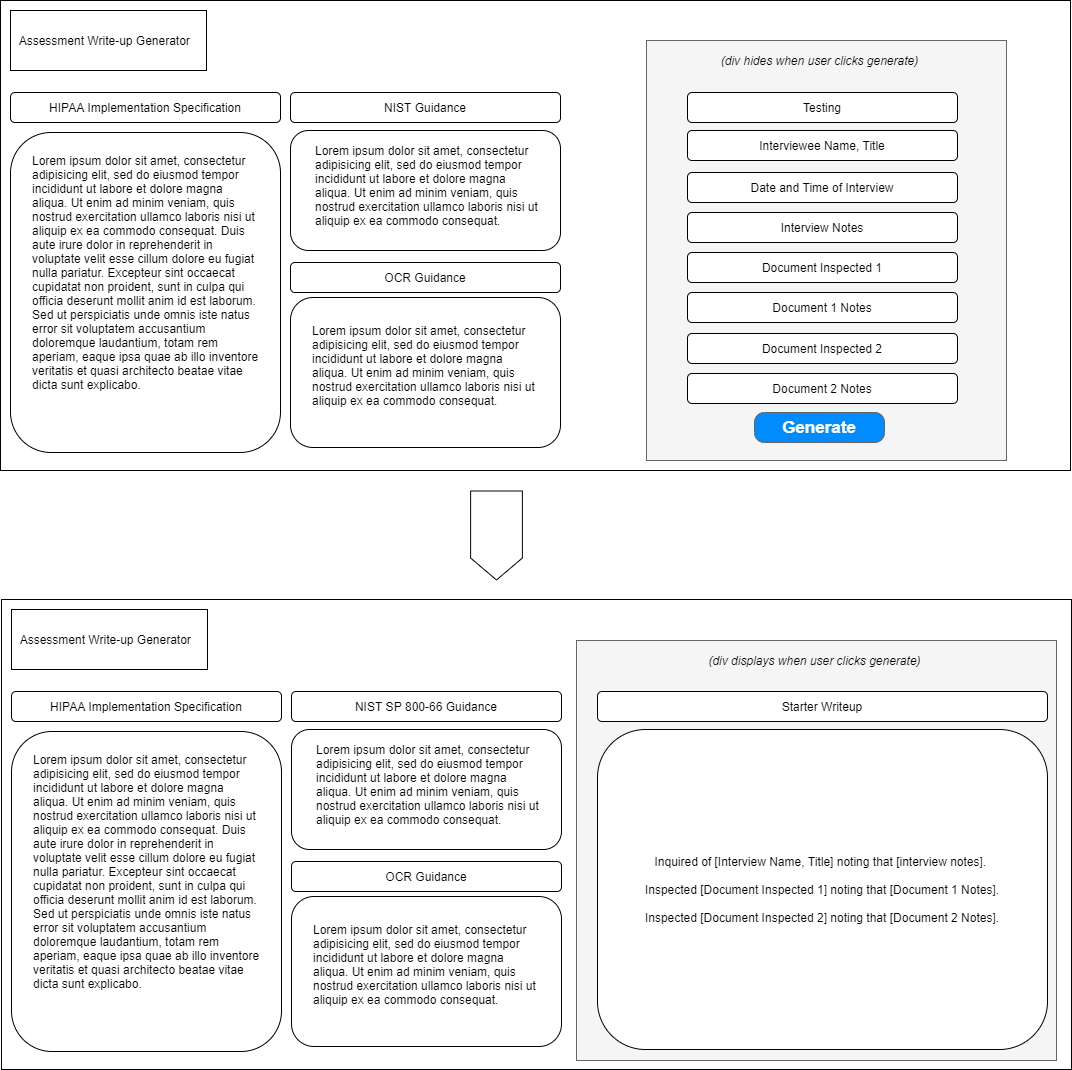 Assessment Write-up Generator
HIPAA Implementation Specification
Lorem ipsum dolor sit amet, consectetur
adipisicing elit, sed do eiusmod tempor
incididunt ut labore et dolore magna
aliqua. Ut enim ad minim veniam, quis
nostrud exercitation ullamco laboris nisi ut
aliquip ex ea commodo consequat. Duis
aute irure dolor in reprehenderit in
voluptate velit esse cillum dolore eu fugiat
nulla pariatur. Excepteur sint occaecat
cupidatat non proident, sunt in culpa qui
officia deserunt mollit anim id est laborum.
Sed ut perspiciatis unde omnis iste natus
error sit voluptatem accusantium
doloremque laudantium, totam rem
aperiam, eaque ipsa quae ab illo inventore
veritatis et quasi architecto beatae vitae
dicta sunt explicabo.
NIST Guidance
Lorem ipsum dolor sit amet, consectetur
adipisicing elit, sed do eiusmod tempor
incididunt ut labore et dolore magna
aliqua. Ut enim ad minim veniam, quis
nostrud exercitation ullamco laboris nisi ut
aliquip ex ea commodo consequat.
OCR Guidance
Lorem ipsum dolor sit amet, consectetur
adipisicing elit, sed do eiusmod tempor
incididunt ut labore et dolore magna
aliqua. Ut enim ad minim veniam, quis
nostrud exercitation ullamco laboris nisi ut
aliquip ex ea commodo consequat.
(div hides when user clicks generate)
Testing
Interviewee Name, Title
Date and Time of Interview
Interview Notes
Document Inspected 1
Document 1 Notes
Document Inspected 2
Document 2 Notes
Generate
Assessment Write-up Generator
HIPAA Implementation Specification
Lorem ipsum dolor sit amet, consectetur
adipisicing elit, sed do eiusmod tempor
incididunt ut labore et dolore magna
aliqua. Ut enim ad minim veniam, quis
nostrud exercitation ullamco laboris nisi ut
aliquip ex ea commodo consequat. Duis
aute irure dolor in reprehenderit in
voluptate velit esse cillum dolore eu fugiat
nulla pariatur. Excepteur sint occaecat
cupidatat non proident, sunt in culpa qui
officia deserunt mollit anim id est laborum.
Sed ut perspiciatis unde omnis iste natus
error sit voluptatem accusantium
doloremque laudantium, totam rem
aperiam, eaque ipsa quae ab illo inventore
veritatis et quasi architecto beatae vitae
dicta sunt explicabo.
NIST SP 800-66 Guidance
Lorem ipsum dolor sit amet, consectetur
adipisicing elit, sed do eiusmod tempor
incididunt ut labore et dolore magna
aliqua. Ut enim ad minim veniam, quis
nostrud exercitation ullamco laboris nisi ut
aliquip ex ea commodo consequat.
OCR Guidance
Lorem ipsum dolor sit amet, consectetur
adipisicing elit, sed do eiusmod tempor
incididunt ut labore et dolore magna
aliqua. Ut enim ad minim veniam, quis
nostrud exercitation ullamco laboris nisi ut
aliquip ex ea commodo consequat.
(div displays when user clicks generate)
Starter Writeup
Inquired of [Interview Name, Title] noting that [interview notes].
Inspected [Document Inspected 1] noting that [Document 1 Notes].
Inspected [Document Inspected 2] noting that [Document 2 Notes].